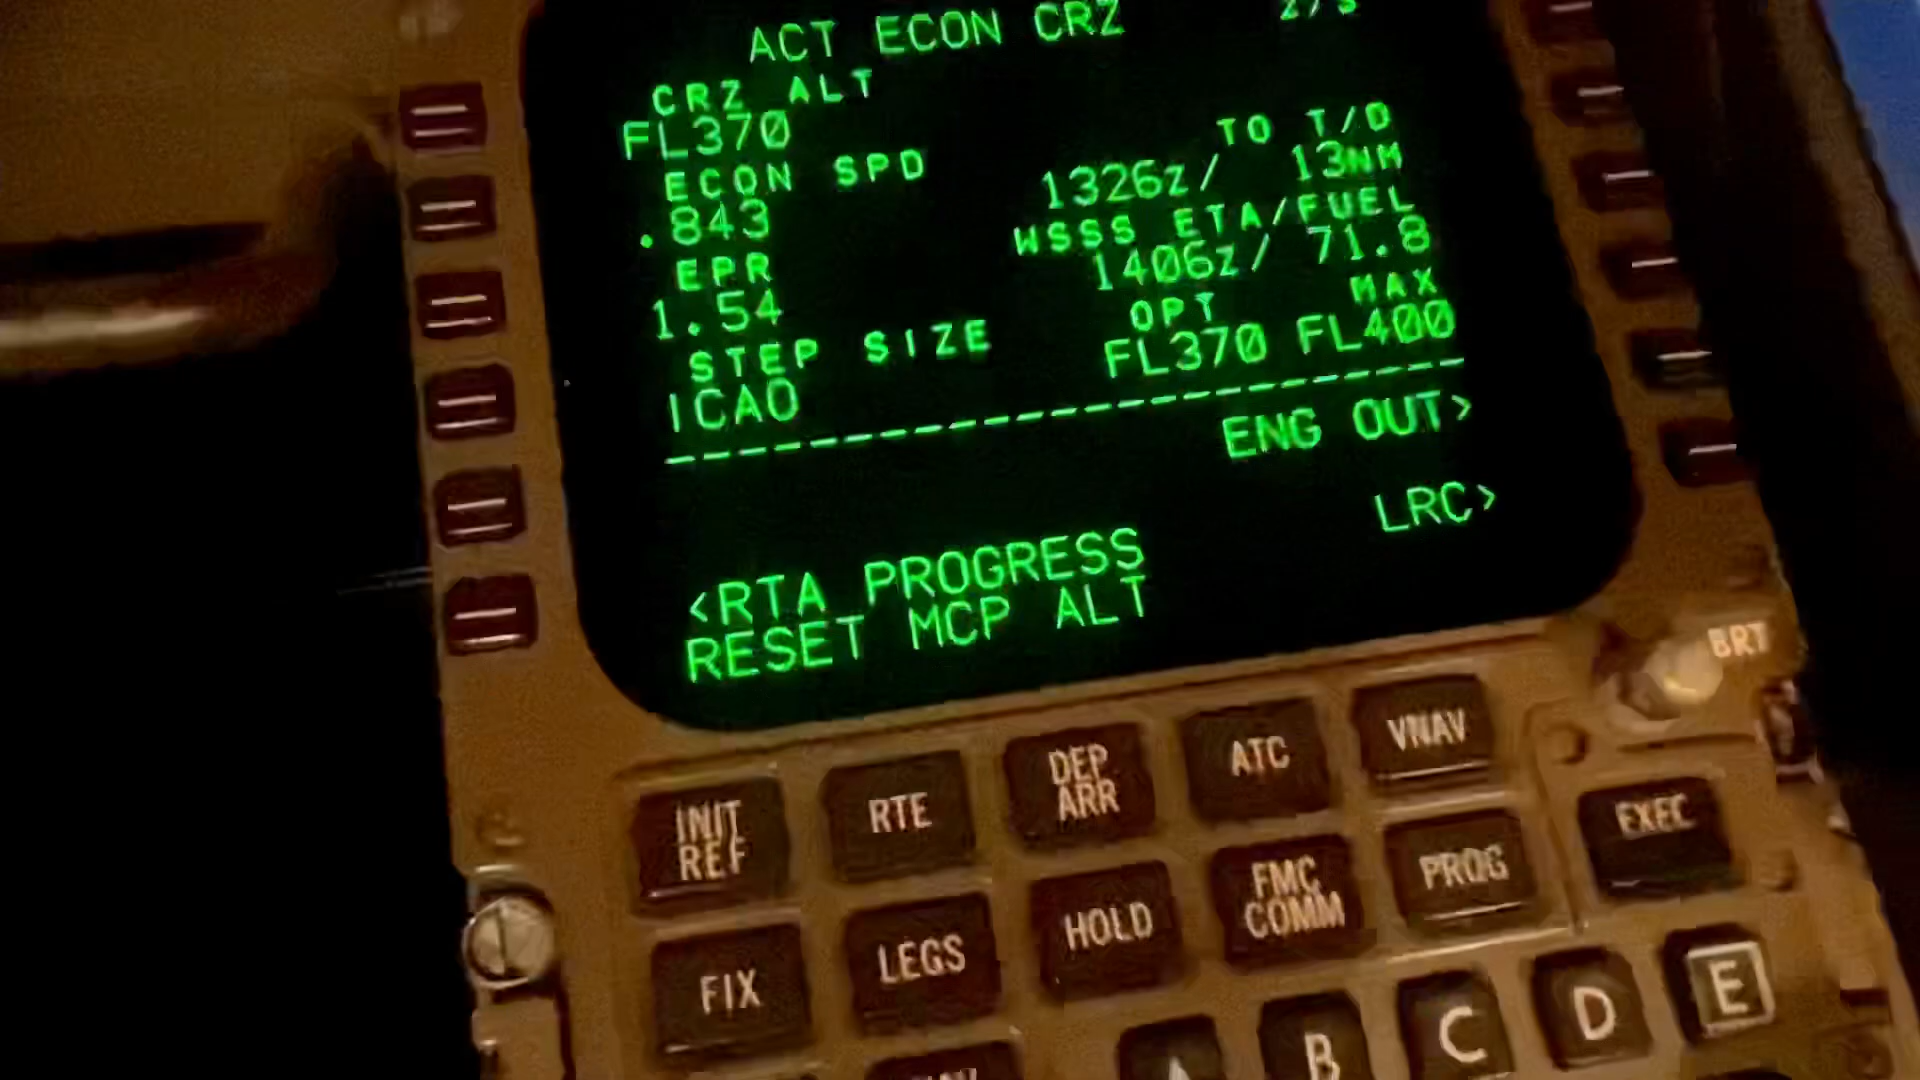 ACT ECON CRZ 2/3
CRZ ALT
FL370 TO T/D
ECON SPD 1326z/ 13NM
.843 WSSS ETA/FUEL
EPR 1406z/ 71.8
1.54 OPT MAX
STEP SIZE FL370 FL400
ICAO
ENG OUT>
LRC>
<RTA PROGRESS
RESET MCP ALT
BRT
INIT REF
RTE
DEP ARR
ATC
VNAV
EXEC
FIX
LEGS
HOLD
FMC COMM
PROG
A B C D E